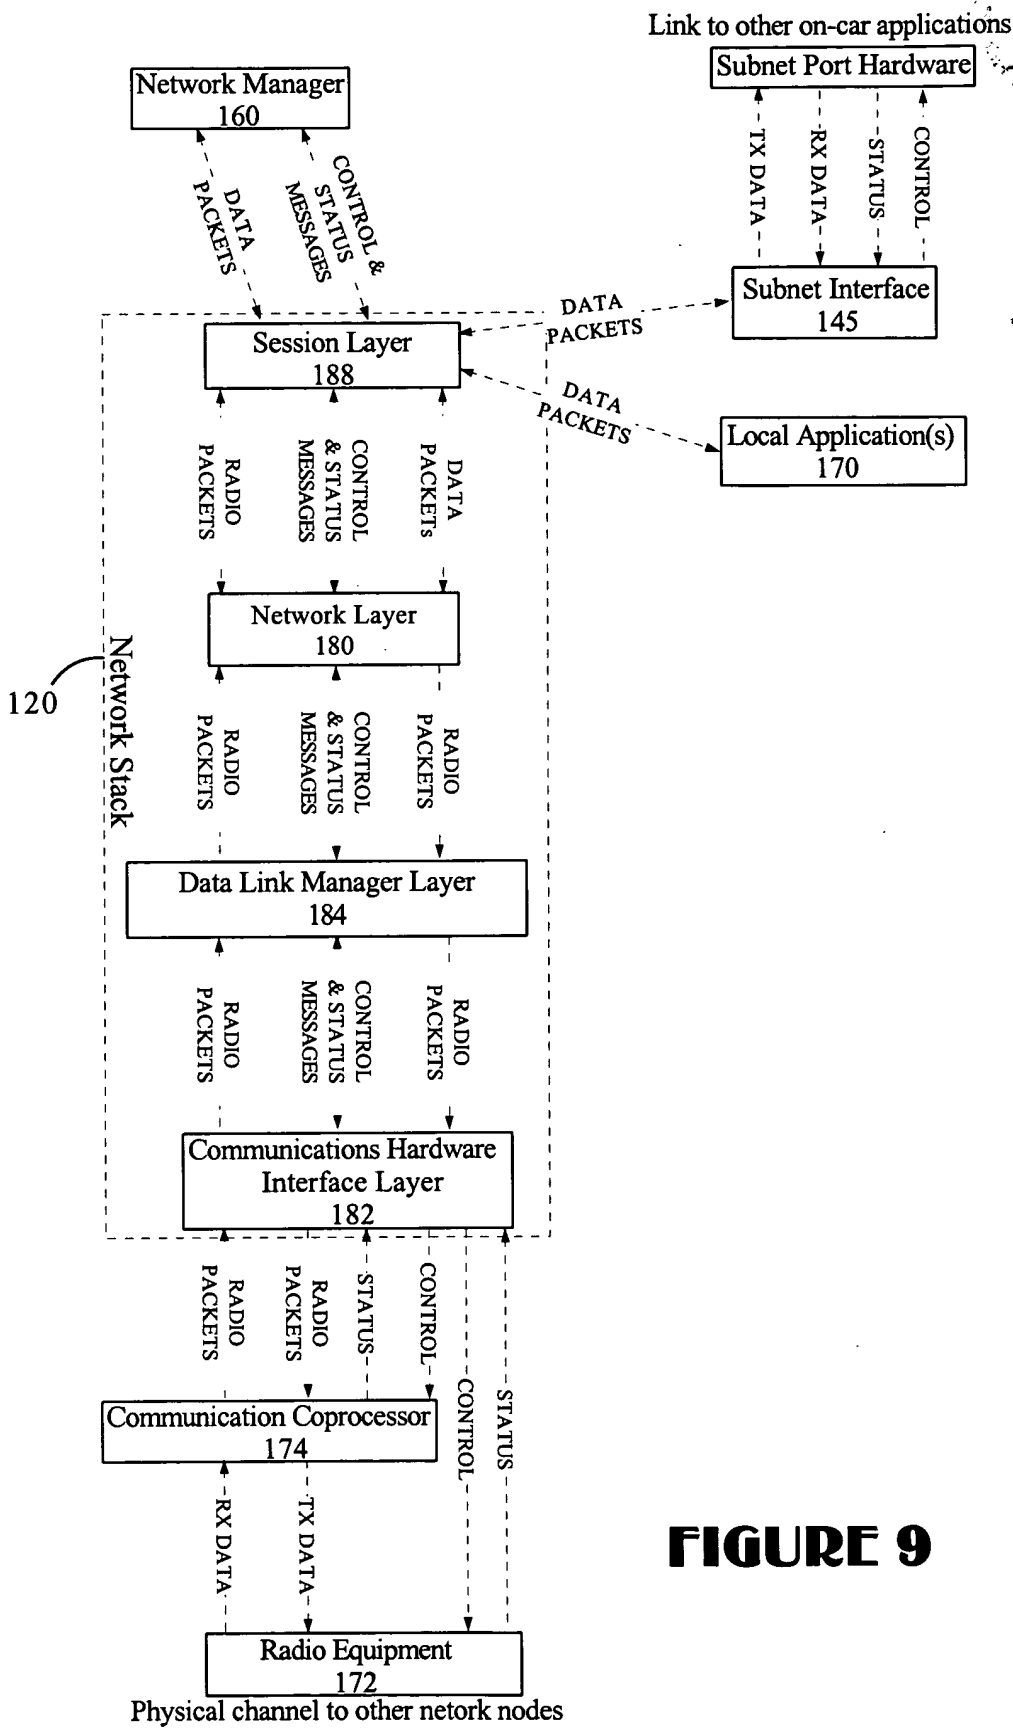 Link to other on-car applications
Subnet Port Hardware
Network Manager
160
TX DATA
RX DATA
STATUS
CONTROL
DATA
PACKETS
CONTROL &
STATUS
MESSAGES
Subnet Interface
145
DATA
PACKETS
Session Layer
188
DATA
PACKETS
Local Application(s)
170
RADIO
PACKETS
CONTROL
& STATUS
MESSAGES
DATA
PACKETs
Network Layer
180
Network Stack
120
RADIO
PACKETS
CONTROL
& STATUS
MESSAGES
RADIO
PACKETS
Data Link Manager Layer
184
RADIO
PACKETS
CONTROL
& STATUS
MESSAGES
RADIO
PACKETS
Communications Hardware
Interface Layer
182
RADIO
PACKETS
RADIO
PACKETS
STATUS
CONTROL
CONTROL
STATUS
Communication Coprocessor
174
RX DATA
TX DATA
FIGURE 9
Radio Equipment
172
Physical channel to other netork nodes